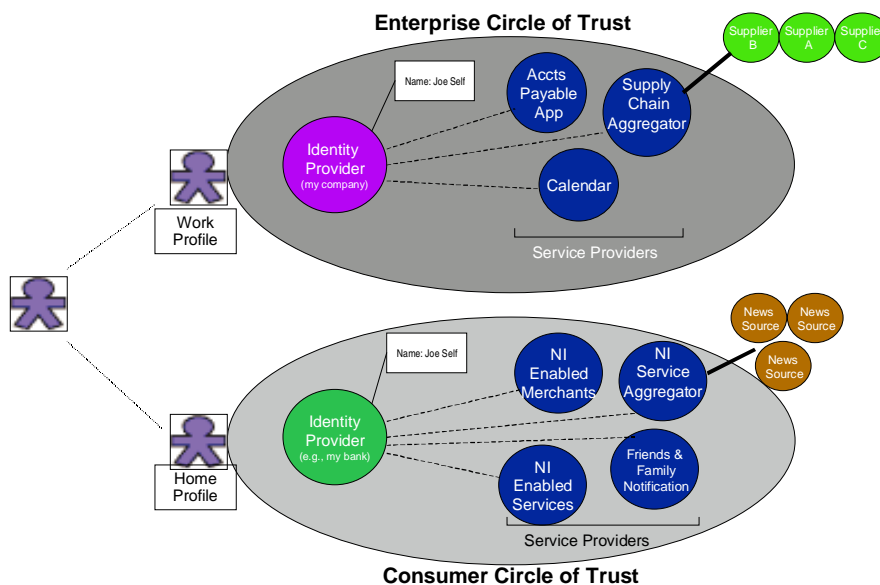 Enterprise Circle of Trust
Supplier
B
Supplier
A
Supplier
C
Name: Joe Self
Accts
Payable
App
Supply
Chain
Aggregator
Identity
Provider
(my company)
Calendar
Work
Profile
Service Providers
News
Source
News
Source
News
Source
Name: Joe Self
NI
Enabled
Merchants
NI
Service
Aggregator
Identity
Provider
(e.g., my bank)
Friends &
Family
Notification
NI
Enabled
Services
Home
Profile
Service Providers
Consumer Circle of Trust